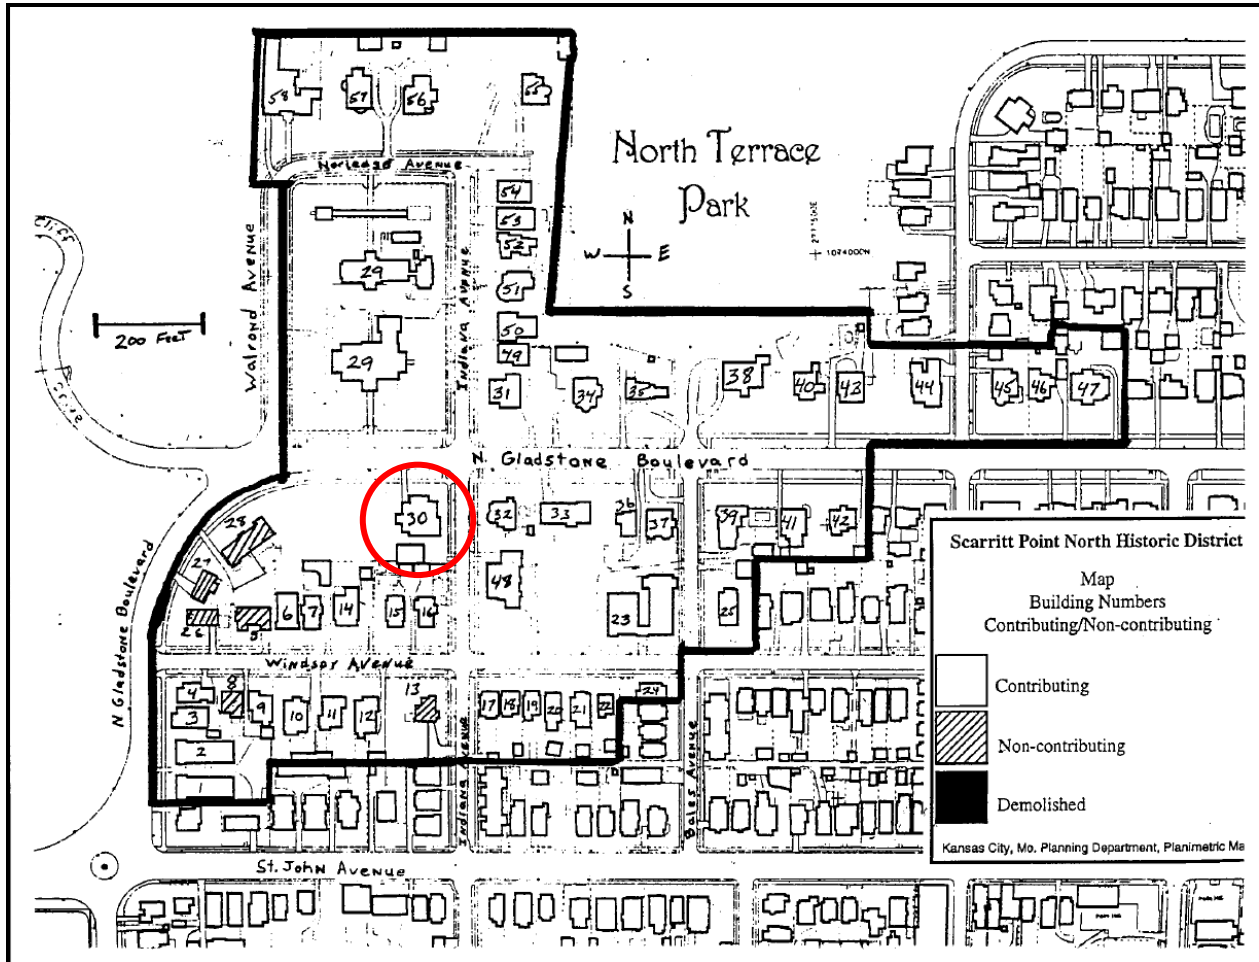 58
57
56
55
Norledge Avenue
North Terrace
Park
54
53
52
51
50
49
N
W
E
S
Cliff
Drive
Walrond Avenue
Indiana Avenue
200 Feet
29
29
31
34
35
38
40
43
44
45
46
47
N. Gladstone Boulevard
28
30
32
33
36
37
39
41
42
27
26
5
6
7
14
15
16
48
23
25
N Gladstone Boulevard
Windsor Avenue
4
8
3
9
10
11
12
13
17
18
19
20
21
22
24
2
1
Indiana Avenue
Bales Avenue
St. John Avenue
Scarritt Point North Historic District
Map
Building Numbers
Contributing/Non-contributing
Contributing
Non-contributing
Demolished
Kansas City, Mo. Planning Department, Planimetric Ma